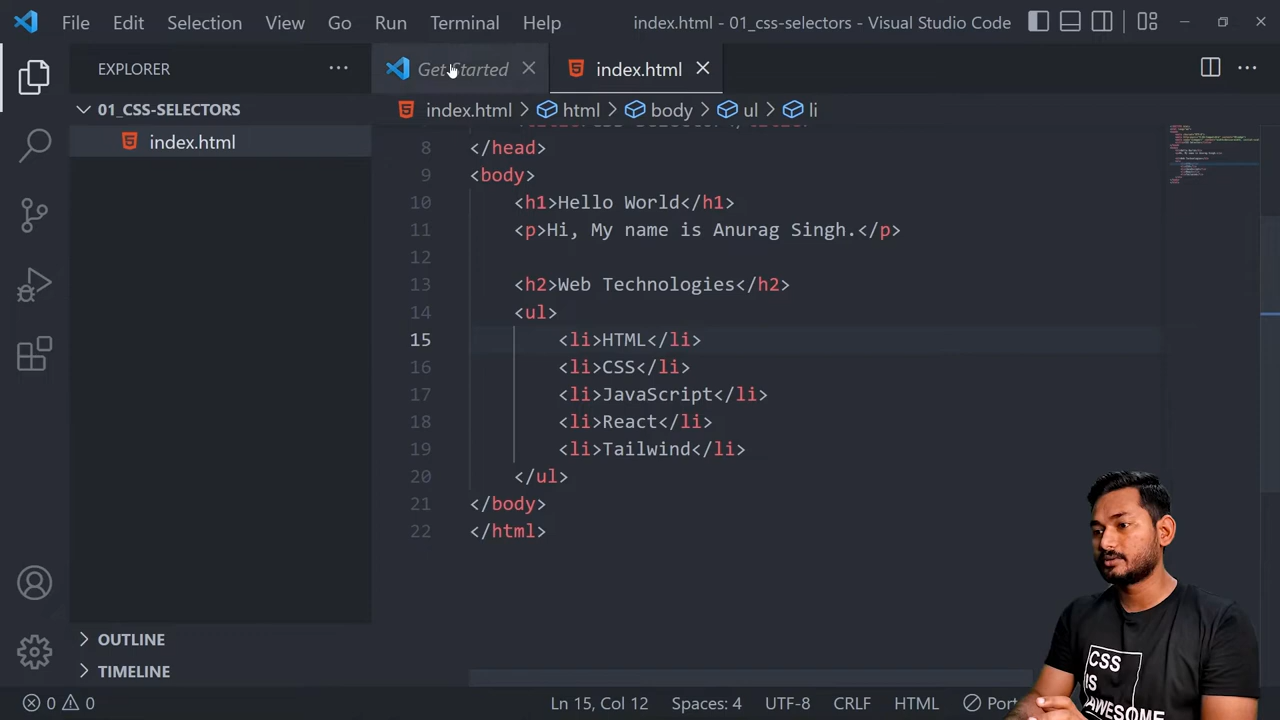 File Edit Selection View Go Run Terminal Help index.html - 01_css-selectors - Visual Studio Code
EXPLORER
Get Started
index.html
01_CSS-SELECTORS
index.html > html > body > ul > li
index.html
8 </head>
9 <body>
10 <h1>Hello World</h1>
11 <p>Hi, My name is Anurag Singh.</p>
12
13 <h2>Web Technologies</h2>
14 <ul>
15 <li>HTML</li>
16 <li>CSS</li>
17 <li>JavaScript</li>
18 <li>React</li>
19 <li>Tailwind</li>
20 </ul>
21 </body>
22 </html>
OUTLINE
TIMELINE
0 0 Ln 15, Col 12 Spaces: 4 UTF-8 CRLF HTML Port
CSS
IS
AWESOME